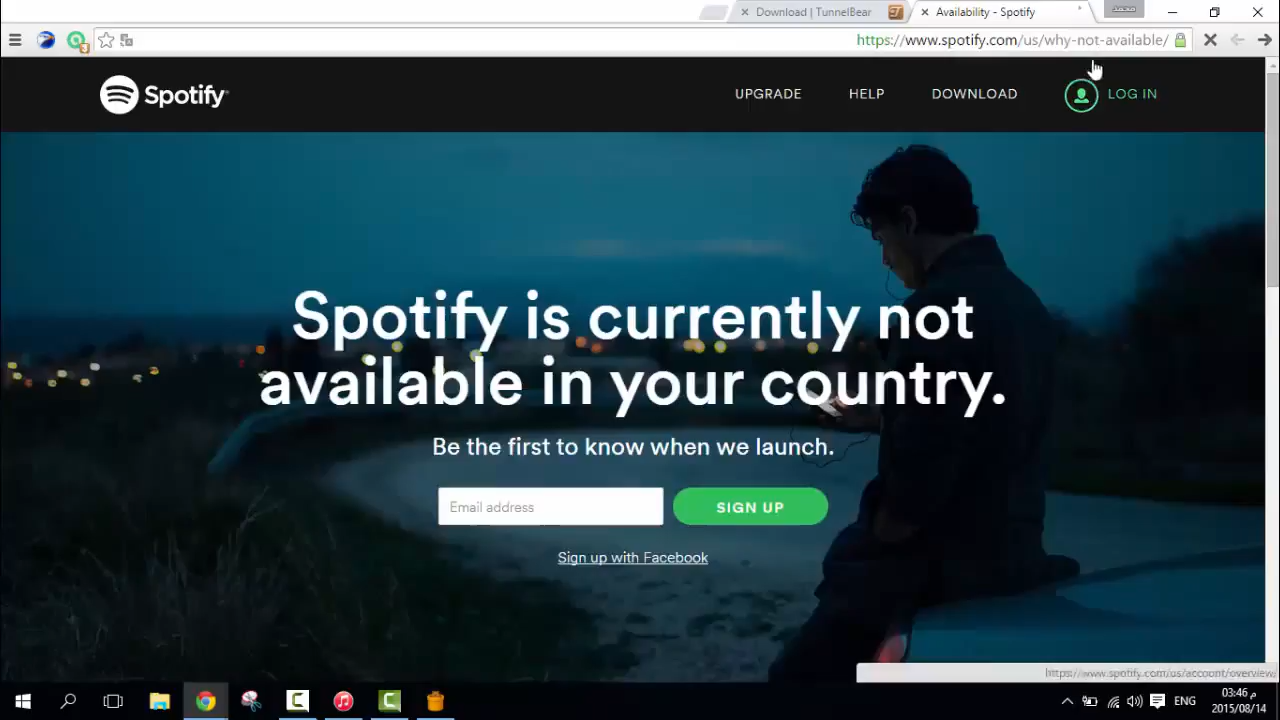 Download | TunnelBear
Availability - Spotify
محمد
https://www.spotify.com/us/why-not-available/
Spotify
UPGRADE
HELP
DOWNLOAD
LOG IN
Spotify is currently not
available in your country.
Be the first to know when we launch.
Email address
SIGN UP
Sign up with Facebook
https://www.spotify.com/us/account/overview/
ENG
03:46 م
2015/08/14